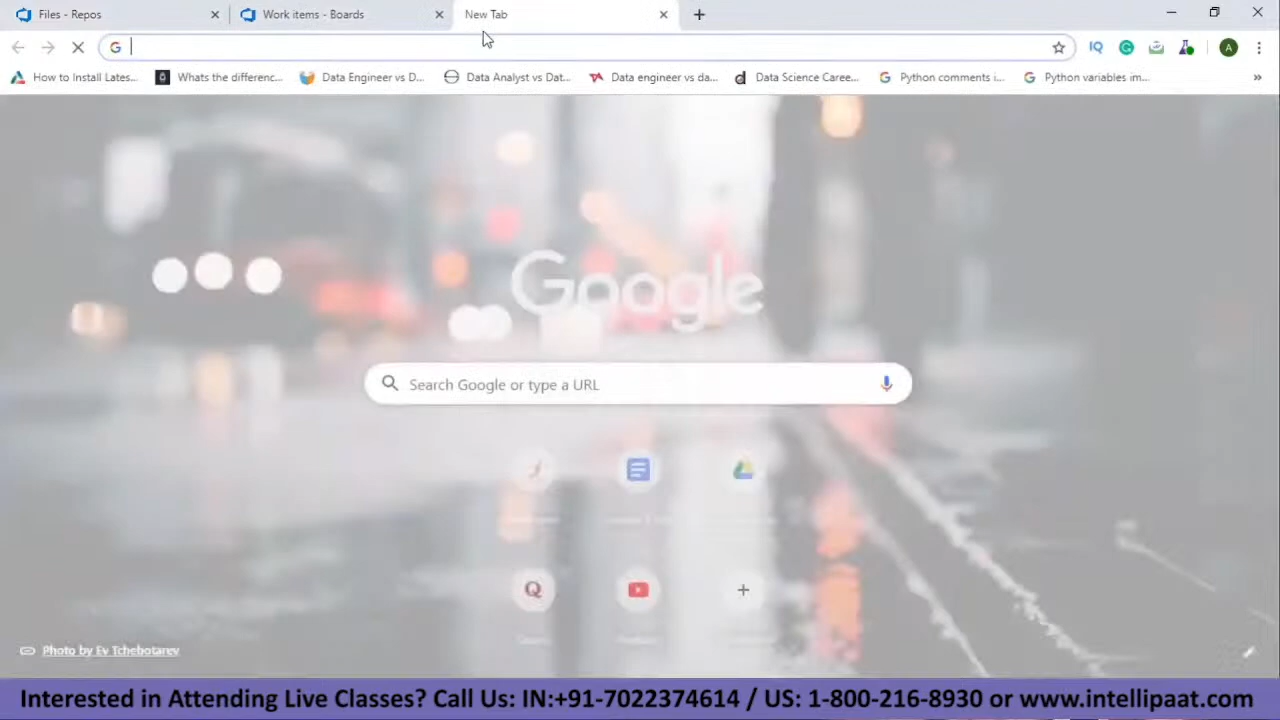 Files - Repos
Work items - Boards
New Tab
How to Install Lates...
Whats the differenc...
Data Engineer vs D...
Data Analyst vs Dat...
Data engineer vs da...
Data Science Caree...
Python comments i...
Python variables im...
Google
Search Google or type a URL
Photo by Ev Tchebotarev
Interested in Attending Live Classes? Call Us: IN:+91-7022374614 / US: 1-800-216-8930 or www.intellipaat.com